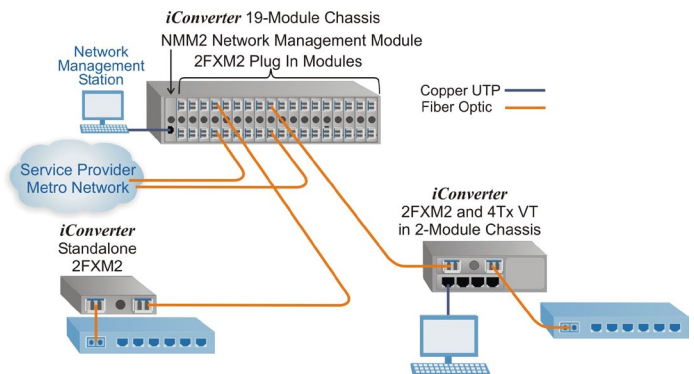 iConverter 19-Module Chassis
NMM2 Network Management Module
2FXM2 Plug In Modules
Network
Management
Station
Copper UTP
Fiber Optic
Service Provider
Metro Network
iConverter
2FXM2 and 4Tx VT
in 2-Module Chassis
iConverter
Standalone
2FXM2